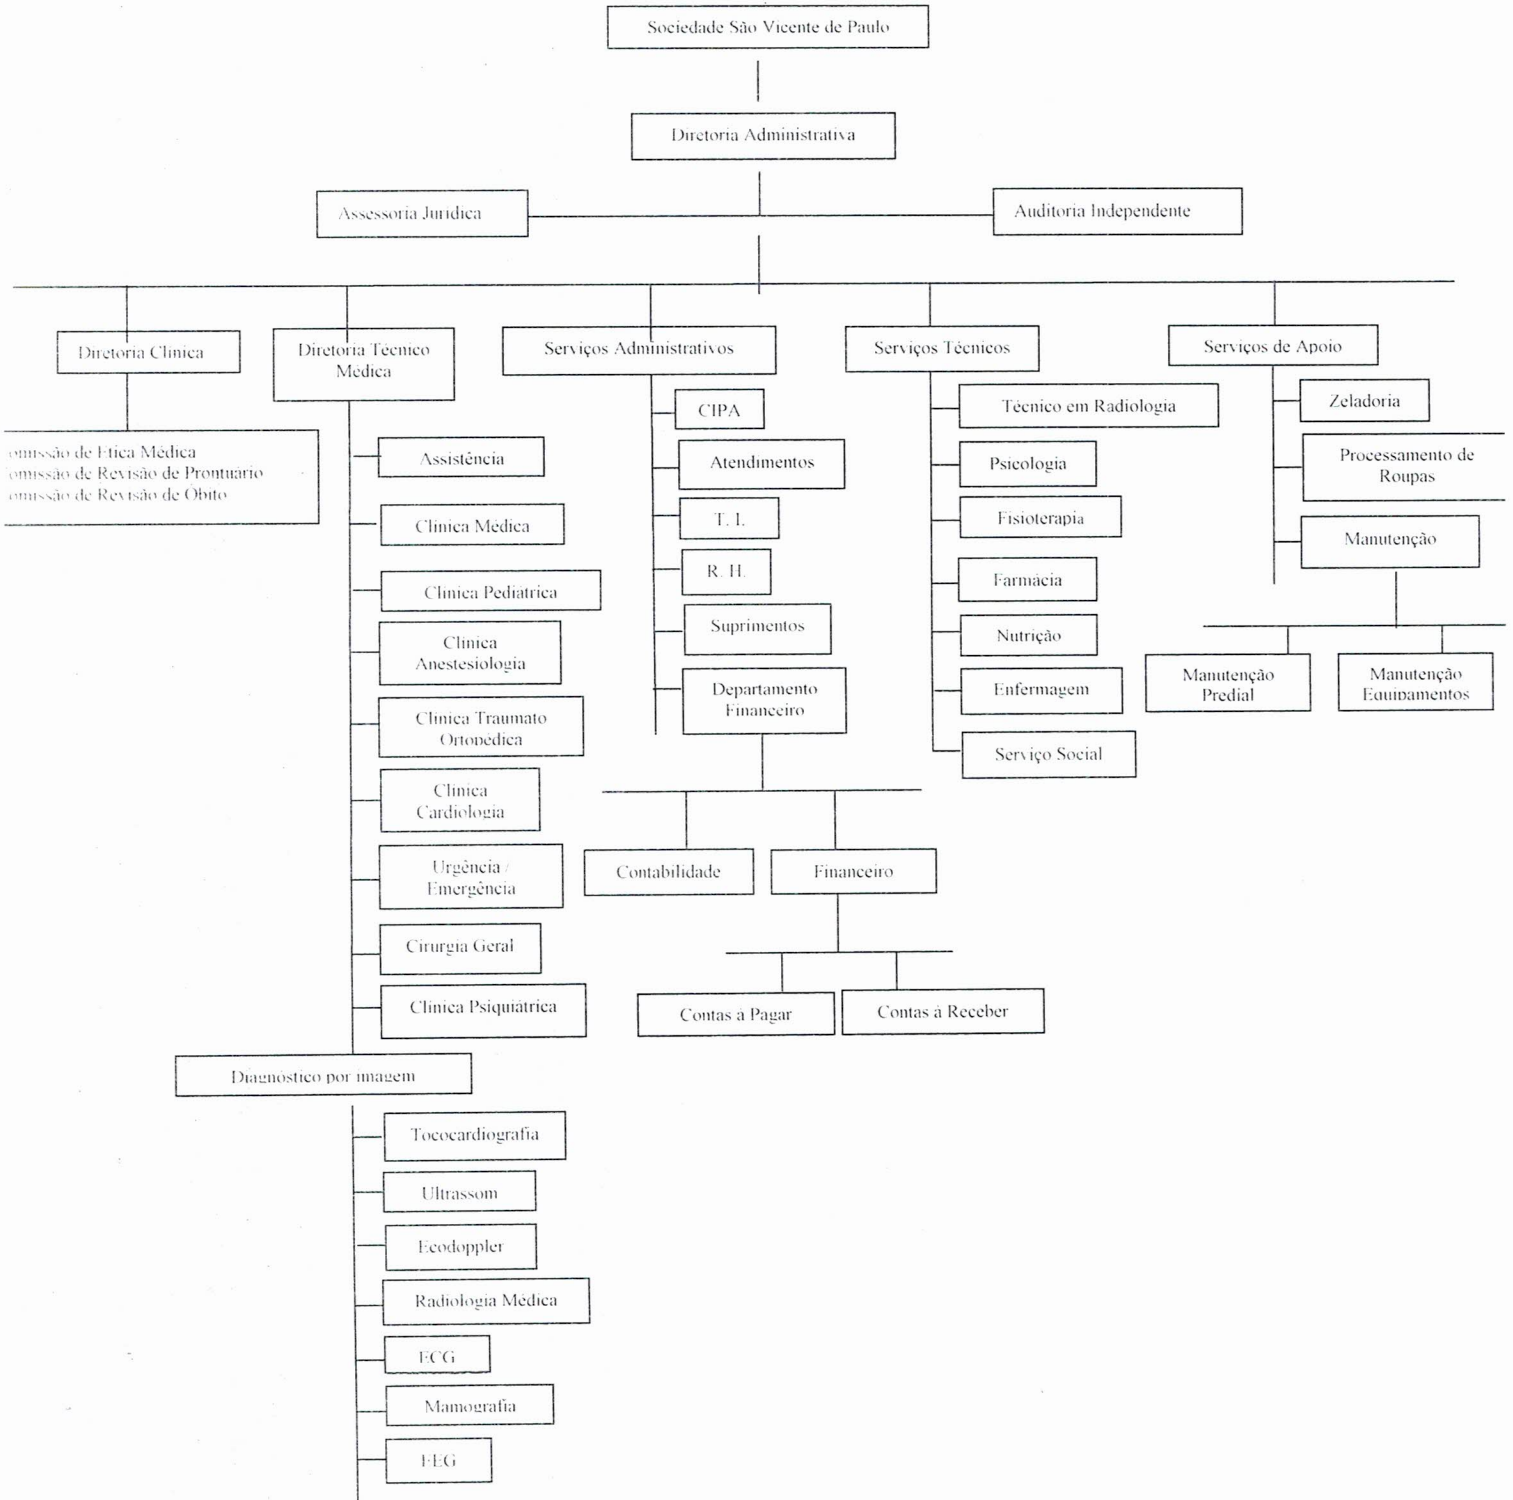 Sociedade São Vicente de Paulo
Diretoria Administrativa
Assessoria Jurídica
Auditoria Independente
Diretoria Clínica
omissão de Ética Médica
omissão de Revisão de Prontuário
omissão de Revisão de Óbito
Diretoria Técnico
Médica
Assistência
Clínica Médica
Clínica Pediátrica
Clínica
Anestesiologia
Clínica Traumato
Ortopédica
Clínica
Cardiologia
Urgência /
Emergência
Cirurgia Geral
Clínica Psiquiátrica
Diagnóstico por imagem
Tococardiografia
Ultrassom
Ecodoppler
Radiologia Médica
ECG
Mamografia
EEG
Serviços Administrativos
CIPA
Atendimentos
T. I.
R. H.
Suprimentos
Departamento
Financeiro
Contabilidade
Financeiro
Contas à Pagar
Contas à Receber
Serviços Técnicos
Técnico em Radiologia
Psicologia
Fisioterapia
Farmácia
Nutrição
Enfermagem
Serviço Social
Serviços de Apoio
Zeladoria
Processamento de
Roupas
Manutenção
Manutenção
Predial
Manutenção
Equipamentos